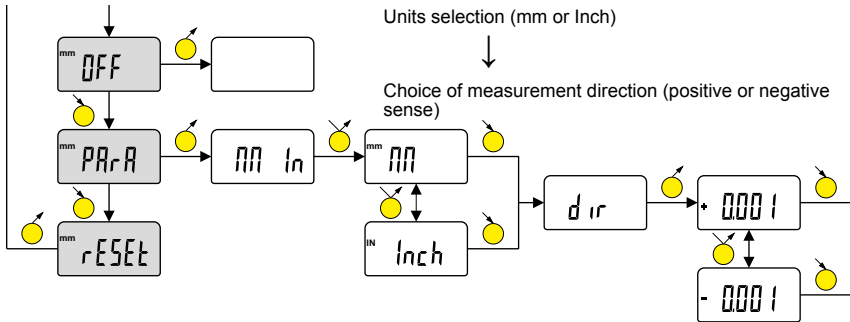 Units selection (mm or Inch)
Choice of measurement direction (positive or negative
sense)
mm OFF
mm PArA
MM In
mm MM
IN Inch
dir
+ 0.001
- 0.001
mm rESEt